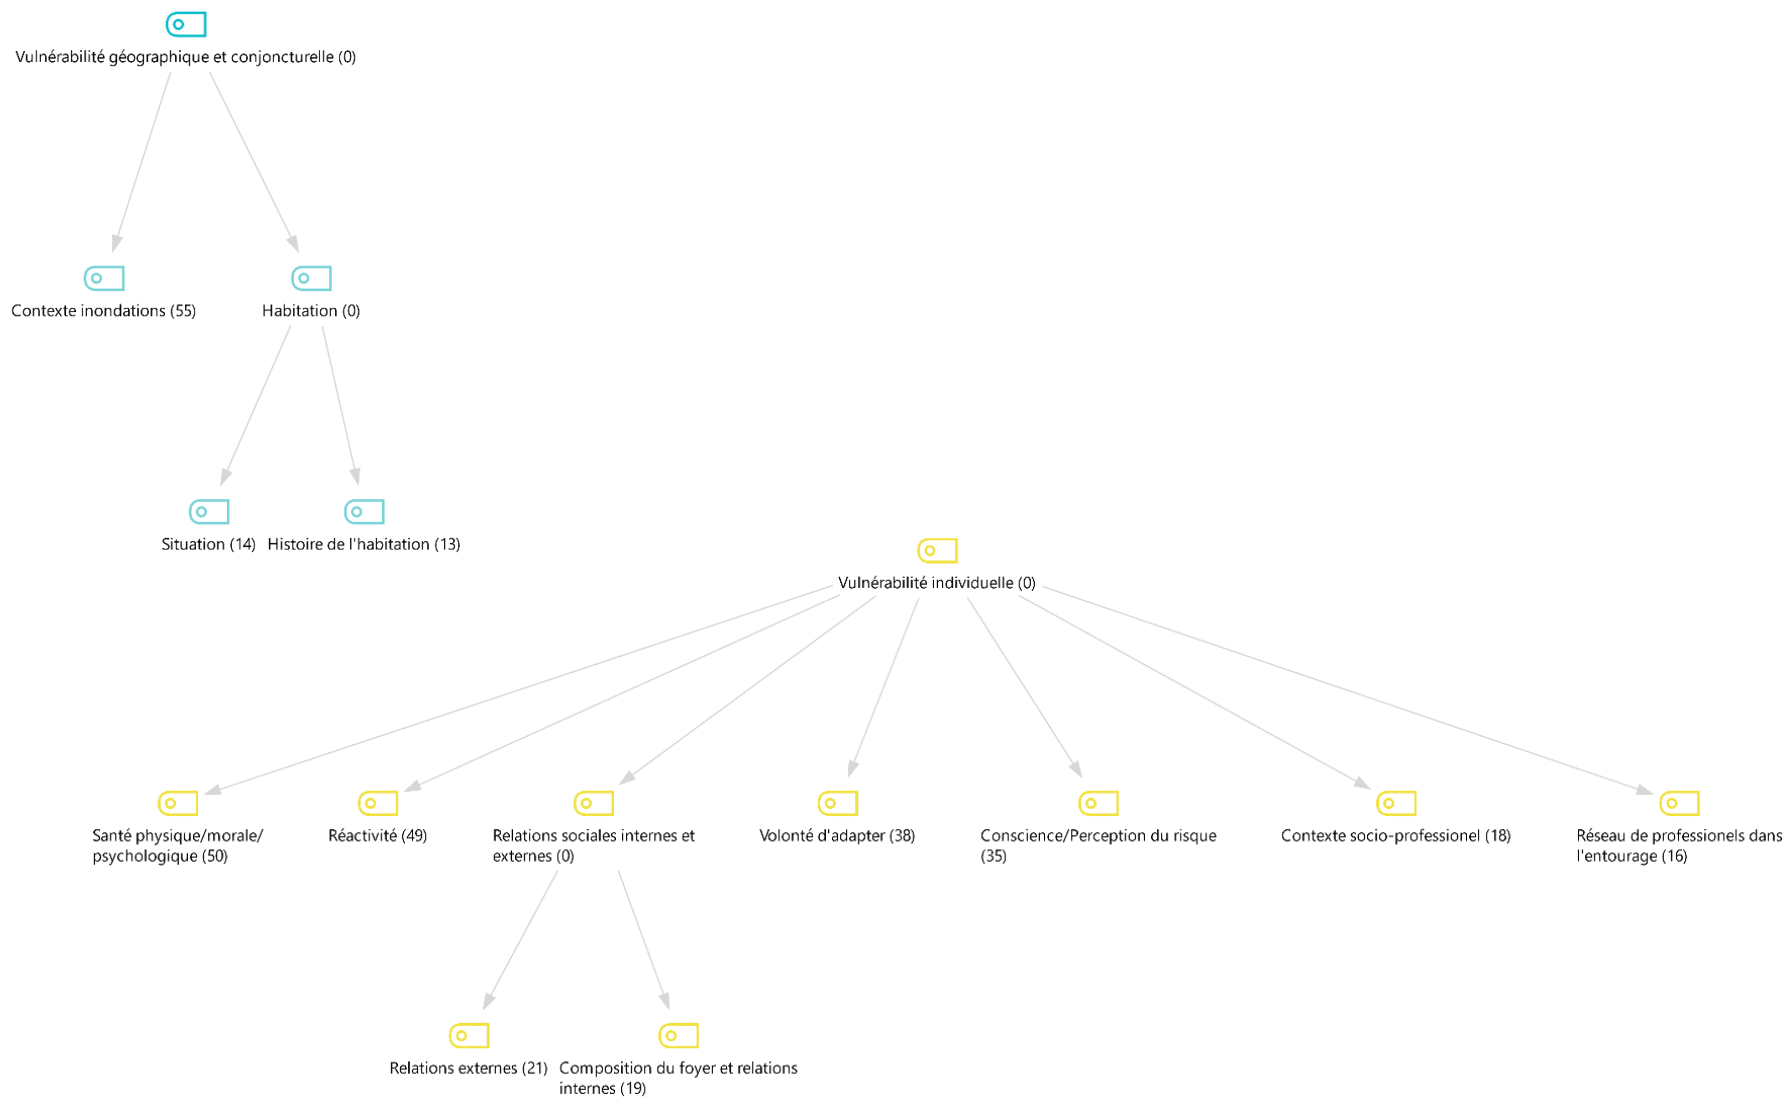 Vulnérabilité géographique et conjoncturelle (0)
Contexte inondations (55)
Habitation (0)
Situation (14)
Histoire de l'habitation (13)
Vulnérabilité individuelle (0)
Santé physique/morale/
psychologique (50)
Réactivité (49)
Relations sociales internes et
externes (0)
Volonté d'adapter (38)
Conscience/Perception du risque
(35)
Contexte socio-professionel (18)
Réseau de professionels dans
l'entourage (16)
Relations externes (21)
Composition du foyer et relations
internes (19)